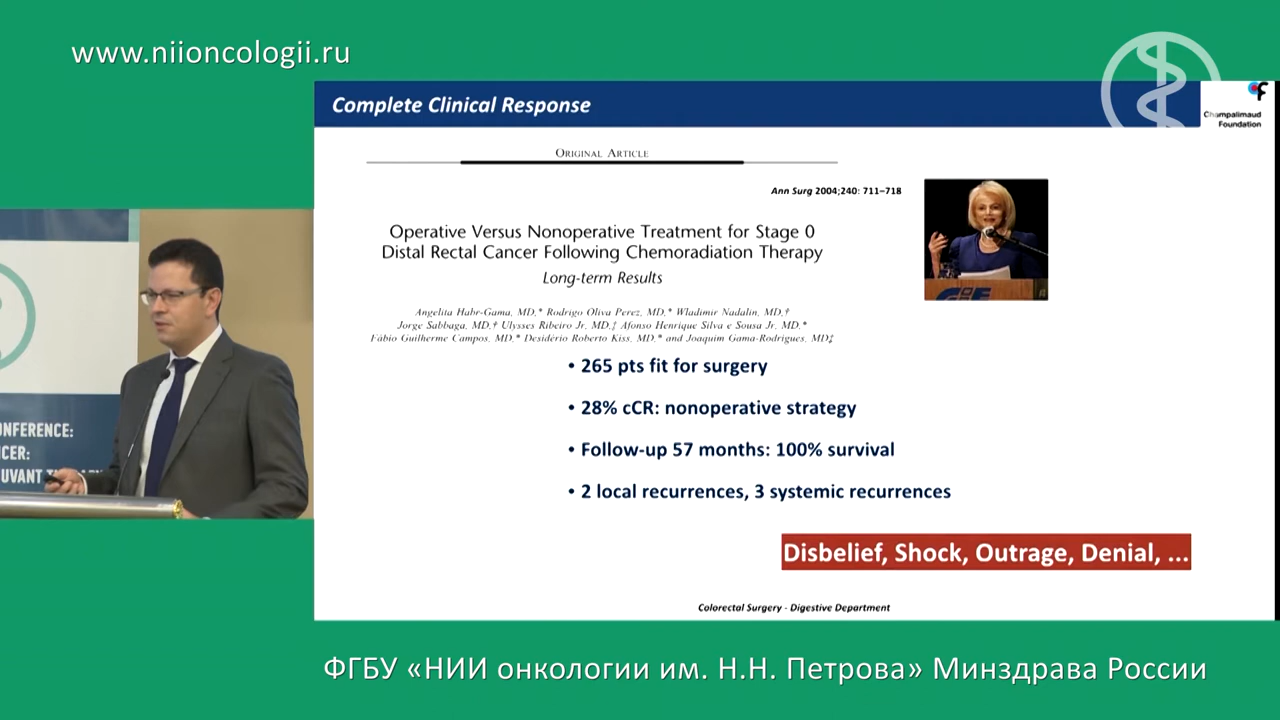 www.niioncologii.ru
Complete Clinical Response
Champalimaud
Foundation
ORIGINAL ARTICLE
Ann Surg 2004;240: 711–718
Operative Versus Nonoperative Treatment for Stage 0
Distal Rectal Cancer Following Chemoradiation Therapy
Long-term Results
Angelita Habr-Gama, MD,* Rodrigo Oliva Perez, MD,* Wladimir Nadalin, MD,†
Jorge Sabbaga, MD,† Ulysses Ribeiro Jr, MD,‡ Afonso Henrique Silva e Sousa Jr, MD,*
Fábio Guilherme Campos, MD,* Desidério Roberto Kiss, MD,* and Joaquim Gama-Rodrigues, MD‡
• 265 pts fit for surgery
• 28% cCR: nonoperative strategy
• Follow-up 57 months: 100% survival
• 2 local recurrences, 3 systemic recurrences
Disbelief, Shock, Outrage, Denial, ...
Colorectal Surgery - Digestive Department
ONFERENCE:
CER:
UVANT
ФГБУ «НИИ онкологии им. Н.Н. Петрова» Минздрава России